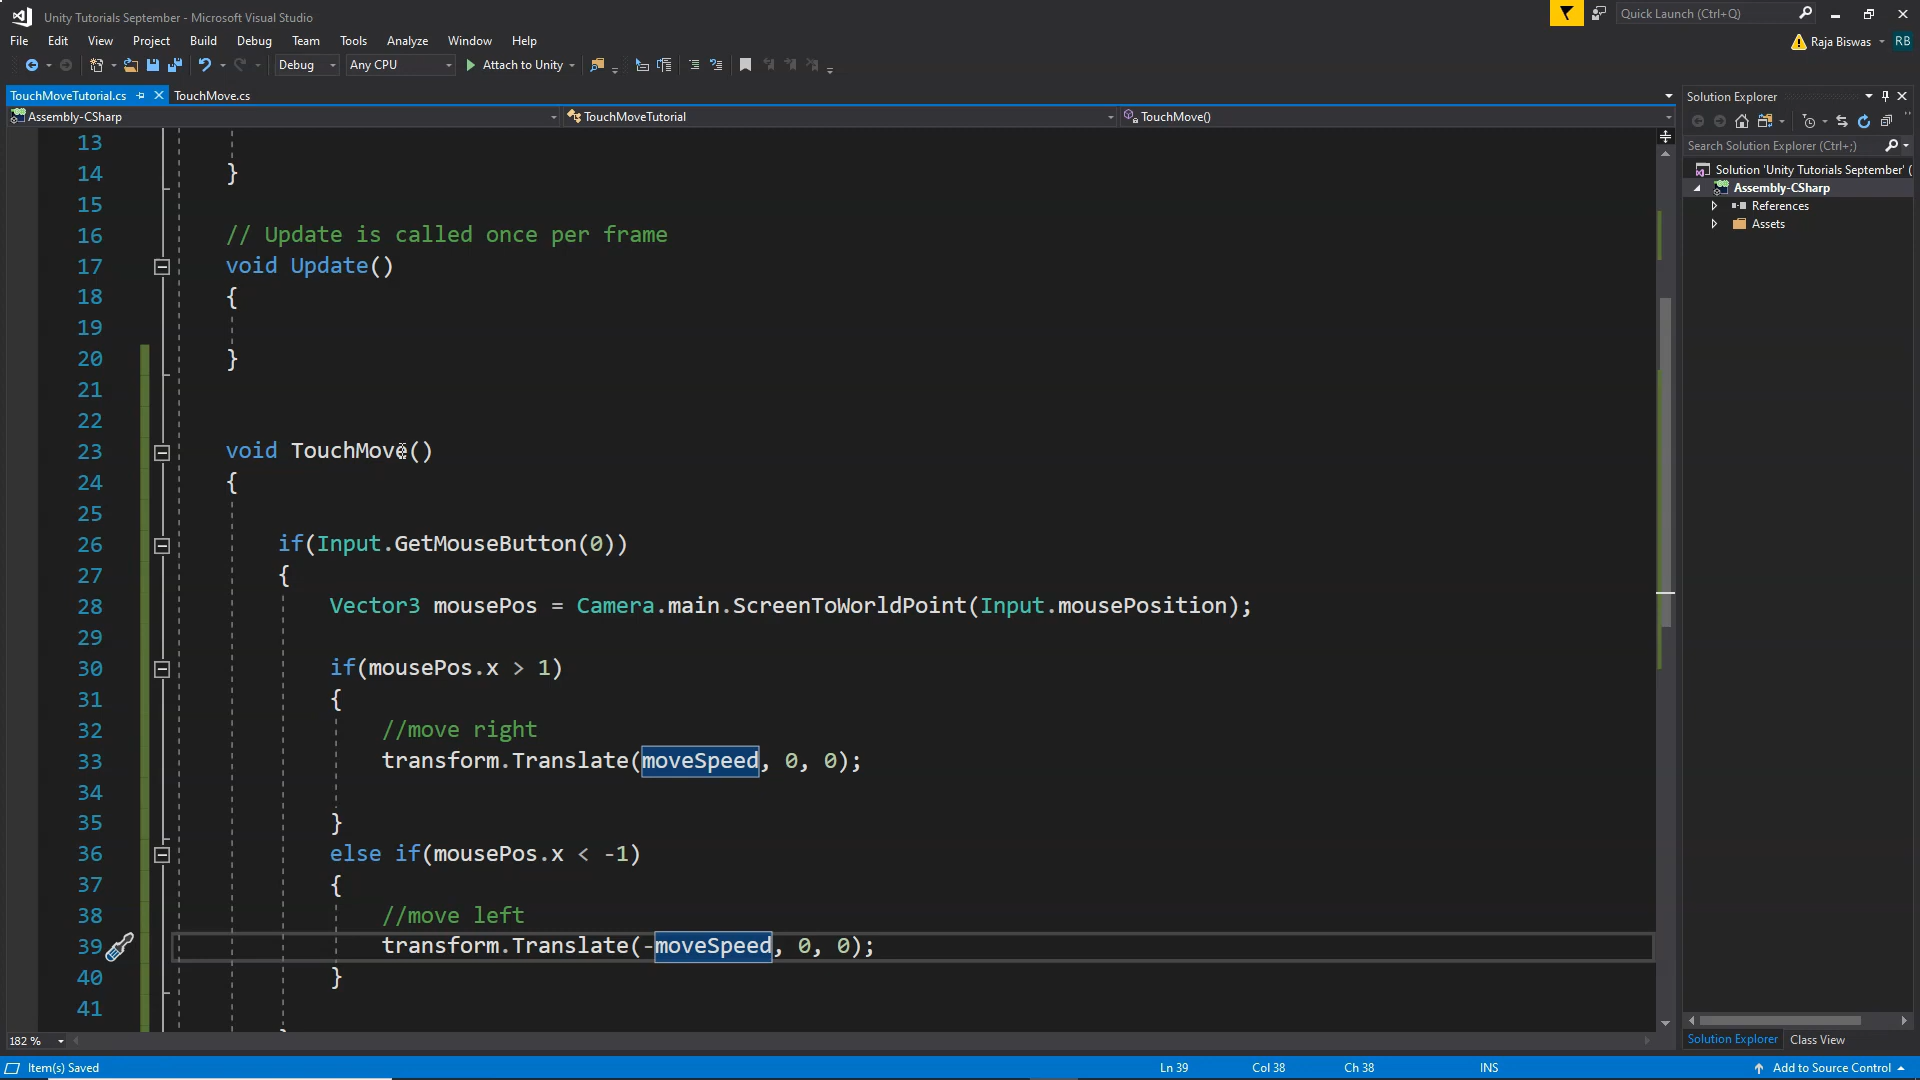 Unity Tutorials September - Microsoft Visual Studio
Quick Launch (Ctrl+Q)
File Edit View Project Build Debug Team Tools Analyze Window Help
Raja Biswas RB
Debug Any CPU Attach to Unity
TouchMoveTutorial.cs TouchMove.cs
Assembly-CSharp TouchMoveTutorial TouchMove()
13
14 }
15
16 // Update is called once per frame
17 void Update()
18 {
19
20 }
21
22
23 void TouchMove()
24 {
25
26 if(Input.GetMouseButton(0))
27 {
28 Vector3 mousePos = Camera.main.ScreenToWorldPoint(Input.mousePosition);
29
30 if(mousePos.x > 1)
31 {
32 //move right
33 transform.Translate(moveSpeed, 0, 0);
34
35 }
36 else if(mousePos.x < -1)
37 {
38 //move left
39 transform.Translate(-moveSpeed, 0, 0);
40 }
41
182 %
Solution Explorer
Search Solution Explorer (Ctrl+;)
Solution 'Unity Tutorials September' (
Assembly-CSharp
References
Assets
Solution Explorer Class View
Item(s) Saved Ln 39 Col 38 Ch 38 INS Add to Source Control